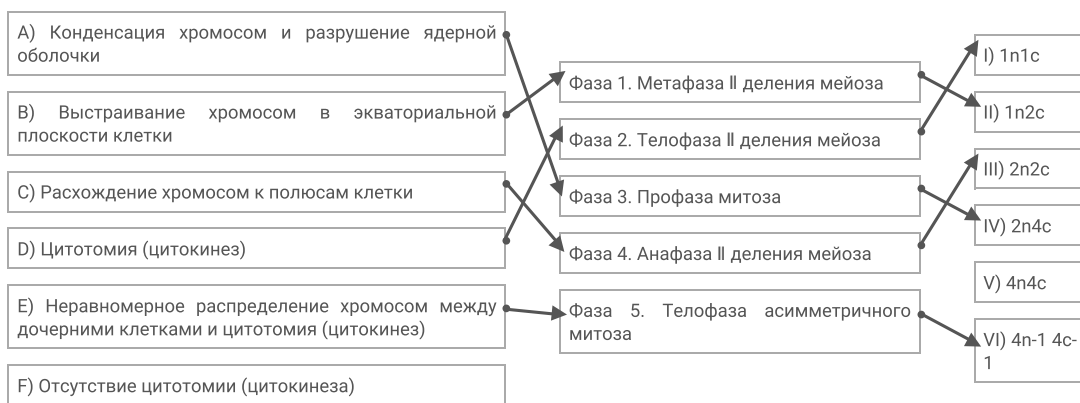 А) Конденсация хромосом и разрушение ядерной
оболочки
В) Выстраивание хромосом в экваториальной
плоскости клетки
С) Расхождение хромосом к полюсам клетки
D) Цитотомия (цитокинез)
Е) Неравномерное распределение хромосом между
дочерними клетками и цитотомия (цитокинез)
F) Отсутствие цитотомии (цитокинеза)
Фаза 1. Метафаза II деления мейоза
Фаза 2. Телофаза II деления мейоза
Фаза 3. Профаза митоза
Фаза 4. Анафаза II деления мейоза
Фаза 5. Телофаза асимметричного
митоза
I) 1n1c
II) 1n2c
III) 2n2c
IV) 2n4c
V) 4n4c
VI) 4n-1 4c-
1